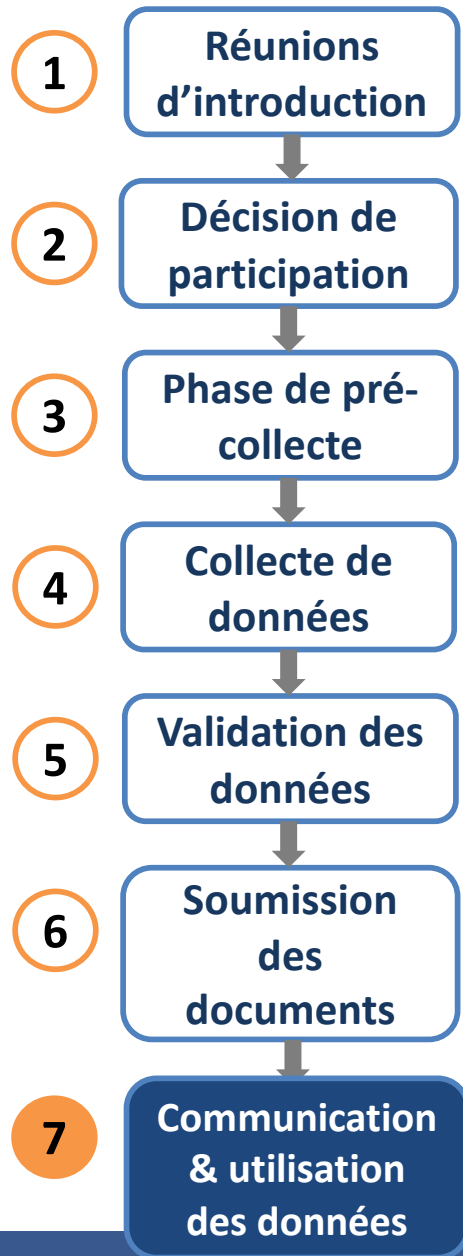 1
Réunions
d’introduction
2
Décision de
participation
3
Phase de pré-
collecte
4
Collecte de
données
5
Validation des
données
6
Soumission
des
documents
7
Communication
& utilisation
des données